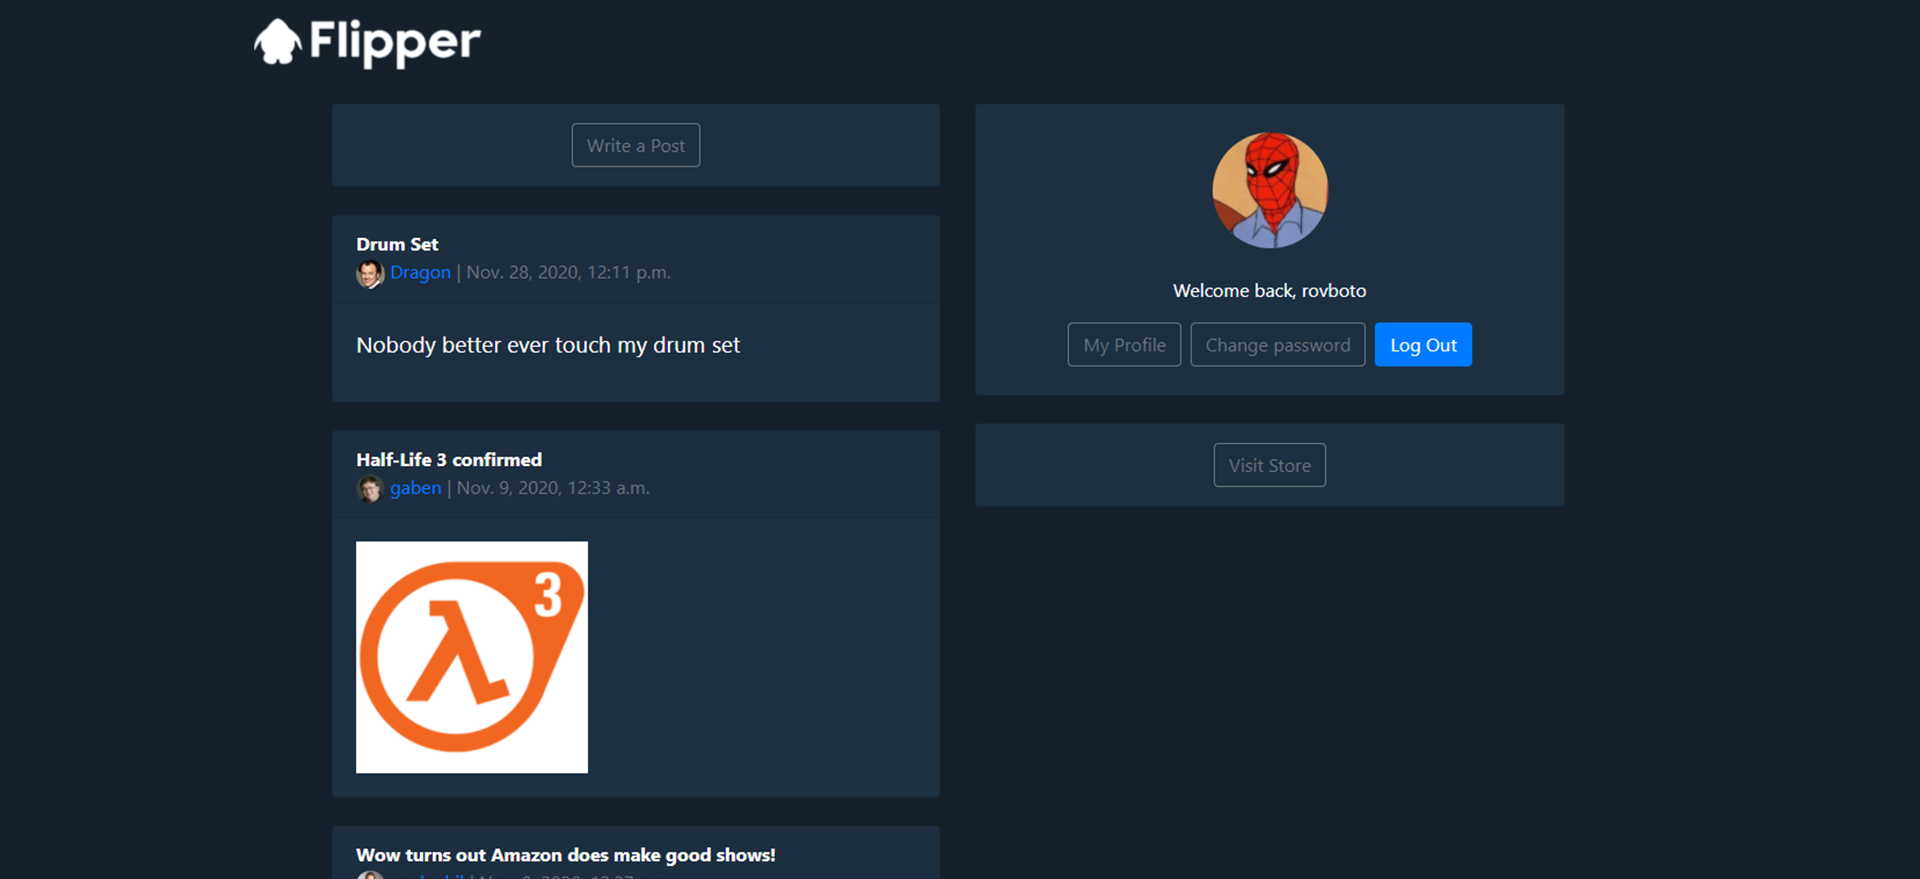 Flipper
Write a Post
Drum Set
Dragon | Nov. 28, 2020, 12:11 p.m.
Nobody better ever touch my drum set
Half-Life 3 confirmed
gaben | Nov. 9, 2020, 12:33 a.m.
3
Wow turns out Amazon does make good shows!
Welcome back, rovboto
My Profile
Change password
Log Out
Visit Store